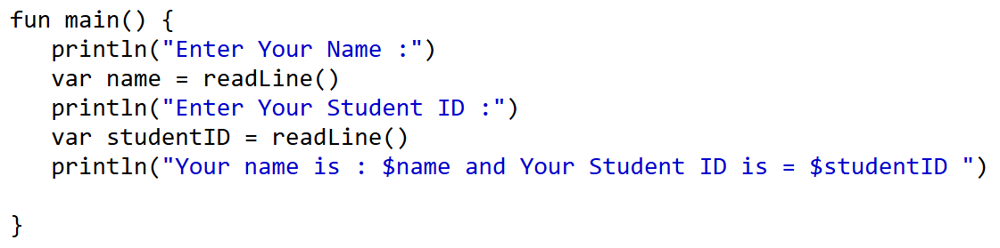 fun main() {
   println("Enter Your Name :")
   var name = readLine()
   println("Enter Your Student ID :")
   var studentID = readLine()
   println("Your name is : $name and Your Student ID is = $studentID ")

}